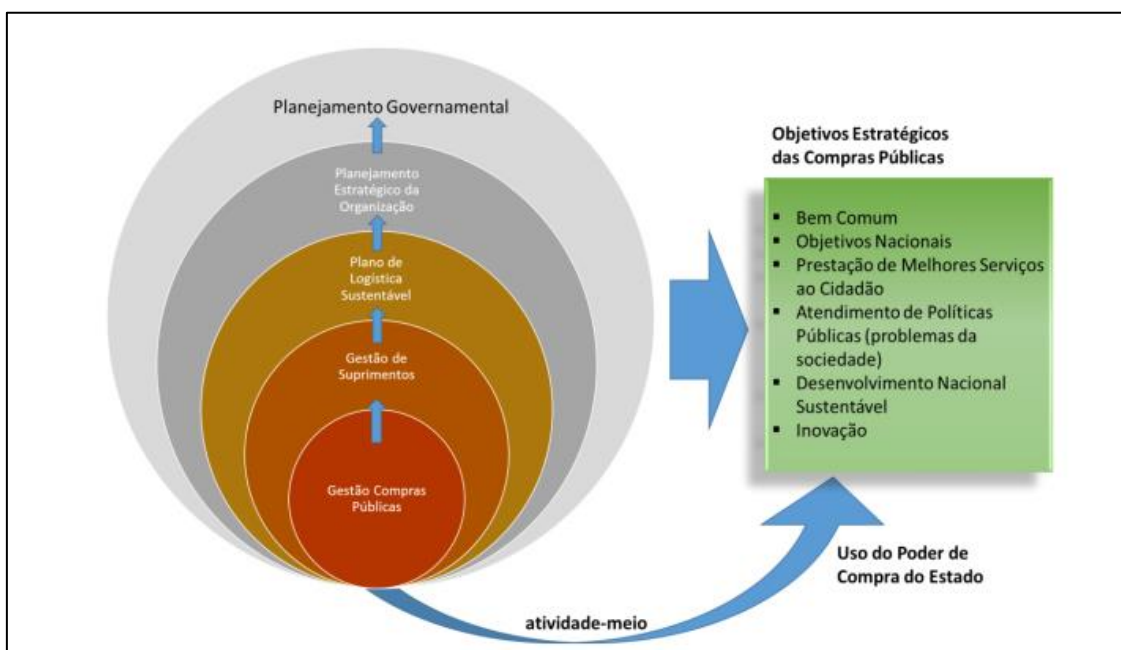 Planejamento Governamental
Planejamento
Estratégico da
Organização
Plano de
Logística
Sustentável
Gestão de
Suprimentos
Gestão Compras
Públicas
Objetivos Estratégicos
das Compras Públicas
▪ Bem Comum
▪ Objetivos Nacionais
▪ Prestação de Melhores Serviços
ao Cidadão
▪ Atendimento de Políticas
Públicas (problemas da
sociedade)
▪ Desenvolvimento Nacional
Sustentável
▪ Inovação
Uso do Poder de
Compra do Estado
atividade-meio